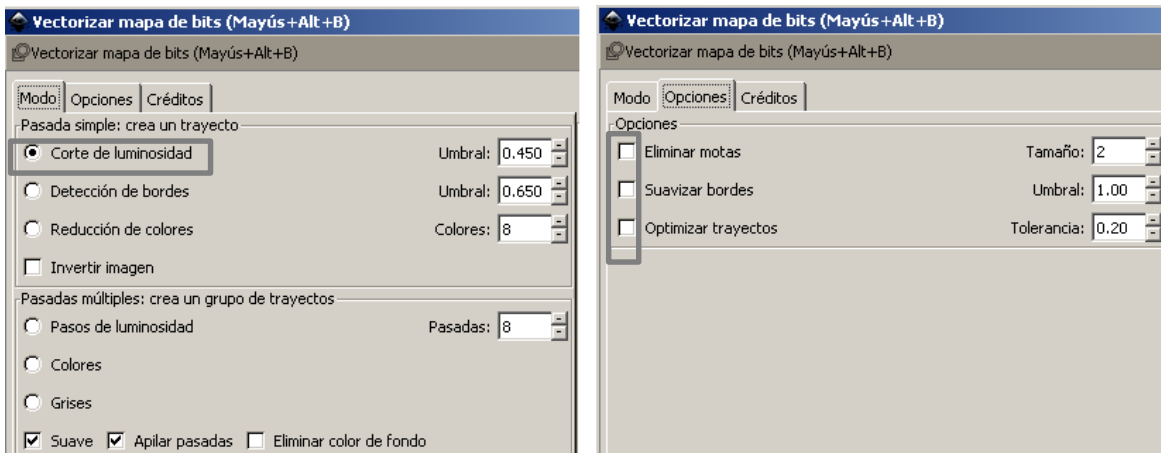 Vectorizar mapa de bits (Mayús+Alt+B)
Vectorizar mapa de bits (Mayús+Alt+B)
Modo Opciones Créditos
Pasada simple: crea un trayecto
Corte de luminosidad Umbral: 0.450
Detección de bordes Umbral: 0.650
Reducción de colores Colores: 8
Invertir imagen
Pasadas múltiples: crea un grupo de trayectos
Pasos de luminosidad Pasadas: 8
Colores
Grises
Suave Apilar pasadas Eliminar color de fondo
Vectorizar mapa de bits (Mayús+Alt+B)
Vectorizar mapa de bits (Mayús+Alt+B)
Modo Opciones Créditos
Opciones
Eliminar motas Tamaño: 2
Suavizar bordes Umbral: 1.00
Optimizar trayectos Tolerancia: 0.20